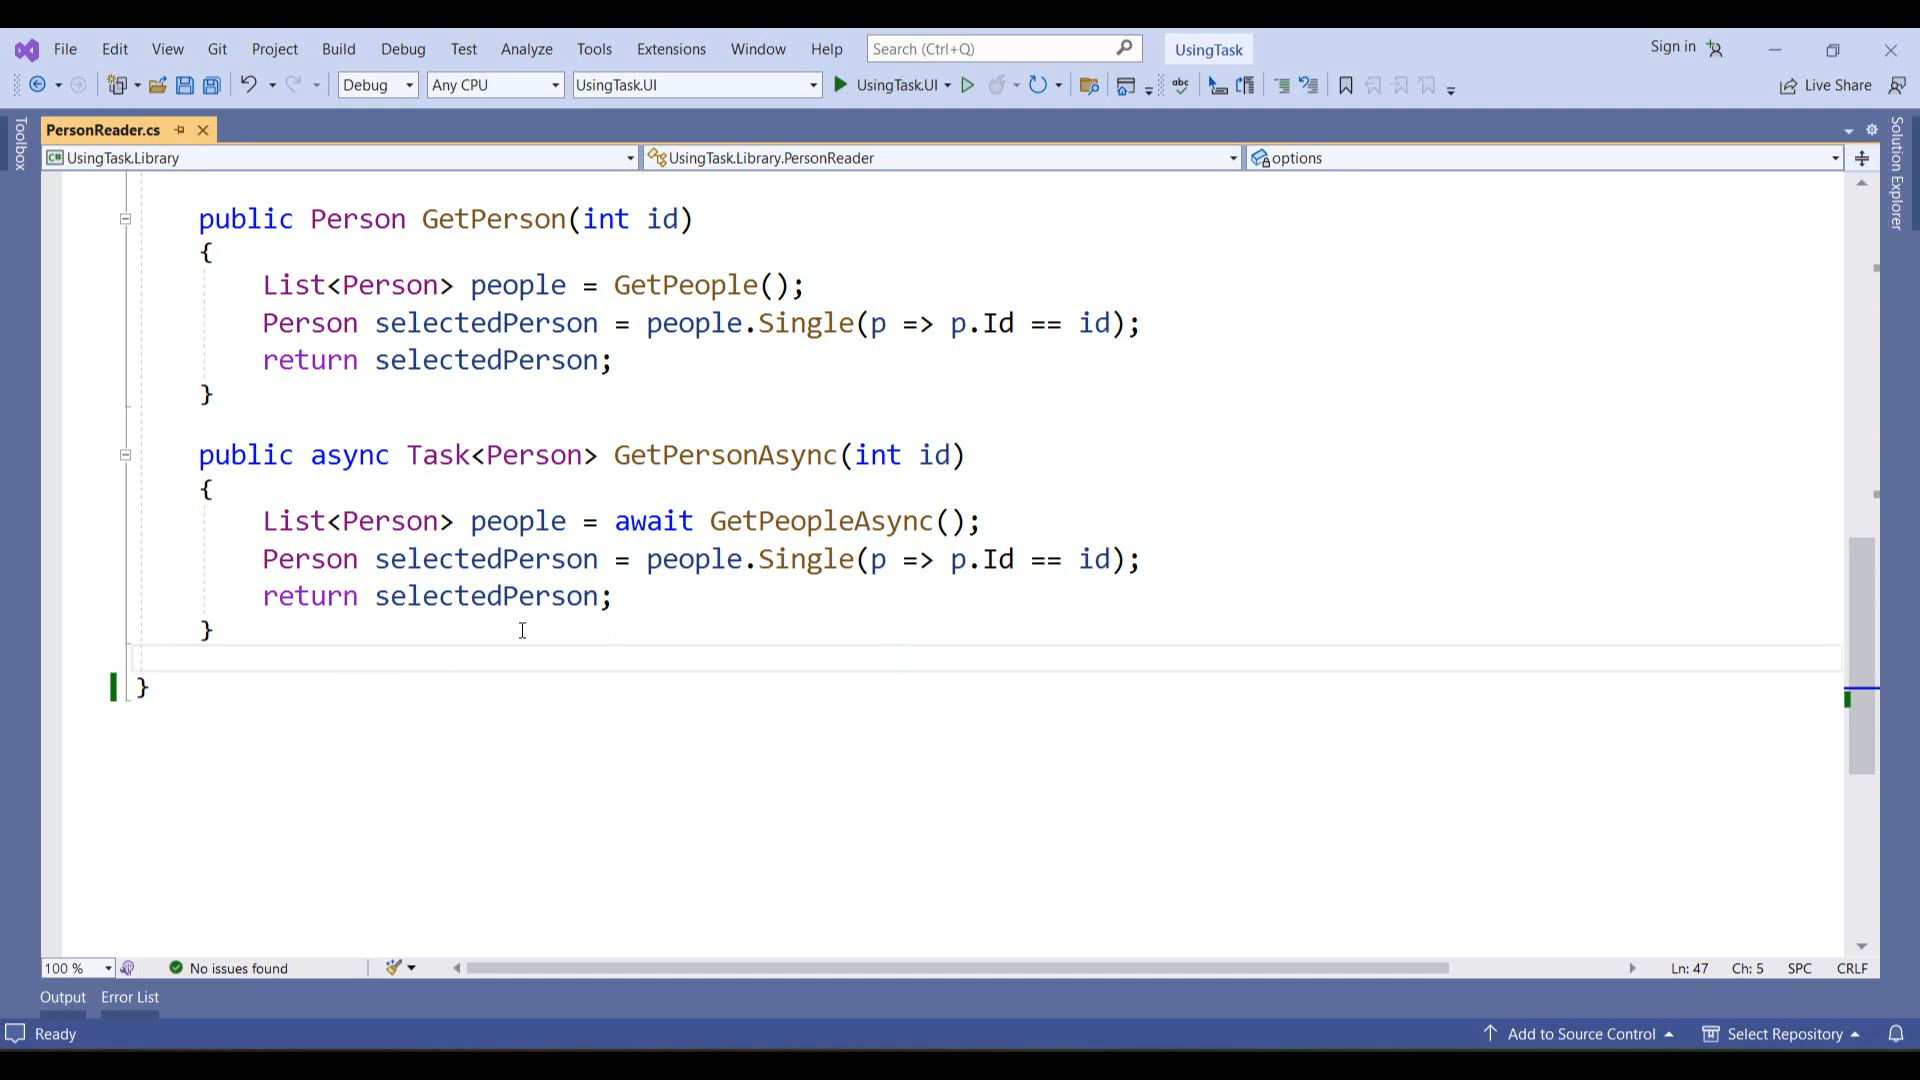 File Edit View Git Project Build Debug Test Analyze Tools Extensions Window Help Search (Ctrl+Q) UsingTask Sign in
Debug Any CPU UsingTask.UI UsingTask.UI abc Live Share
Toolbox
PersonReader.cs
Solution Explorer
C# UsingTask.Library UsingTask.Library.PersonReader options
public Person GetPerson(int id)
{
List<Person> people = GetPeople();
Person selectedPerson = people.Single(p => p.Id == id);
return selectedPerson;
}
public async Task<Person> GetPersonAsync(int id)
{
List<Person> people = await GetPeopleAsync();
Person selectedPerson = people.Single(p => p.Id == id);
return selectedPerson;
}
}
100 % No issues found Ln: 47 Ch: 5 SPC CRLF
Output Error List
Ready Add to Source Control Select Repository